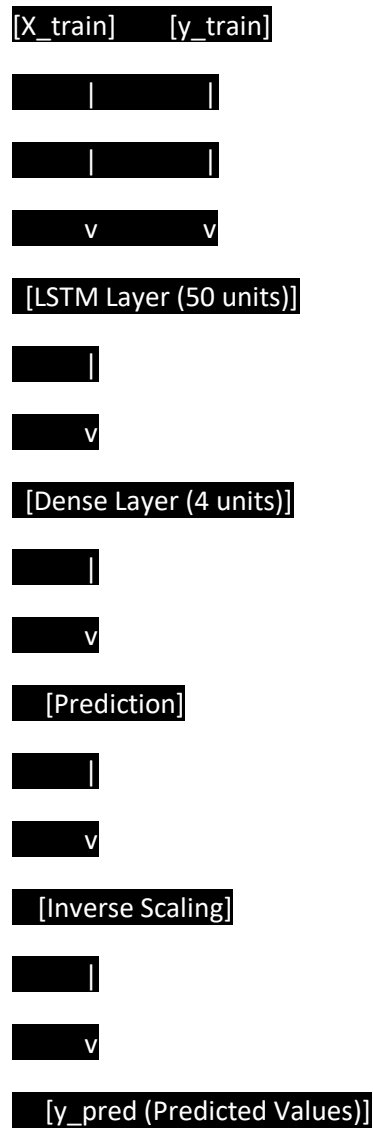 [X_train] [y_train]
| |
| |
v v
[LSTM Layer (50 units)]
|
v
[Dense Layer (4 units)]
|
v
[Prediction]
|
v
[Inverse Scaling]
|
v
[y_pred (Predicted Values)]